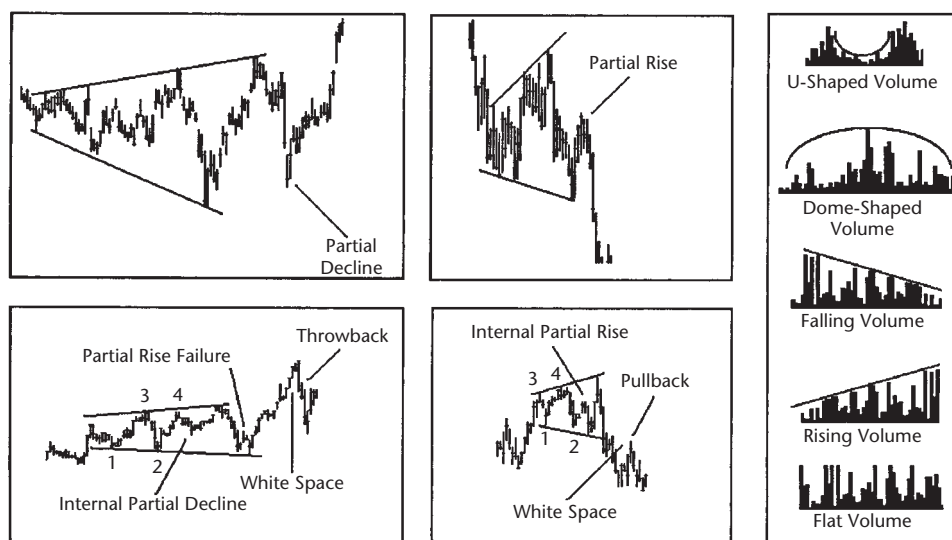 Partial
Decline
Partial Rise
Throwback
Partial Rise Failure
3
4
1
2
White Space
Internal Partial Decline
Internal Partial Rise
3
4
Pullback
1
2
White Space
U-Shaped Volume
Dome-Shaped
Volume
Falling Volume
Rising Volume
Flat Volume